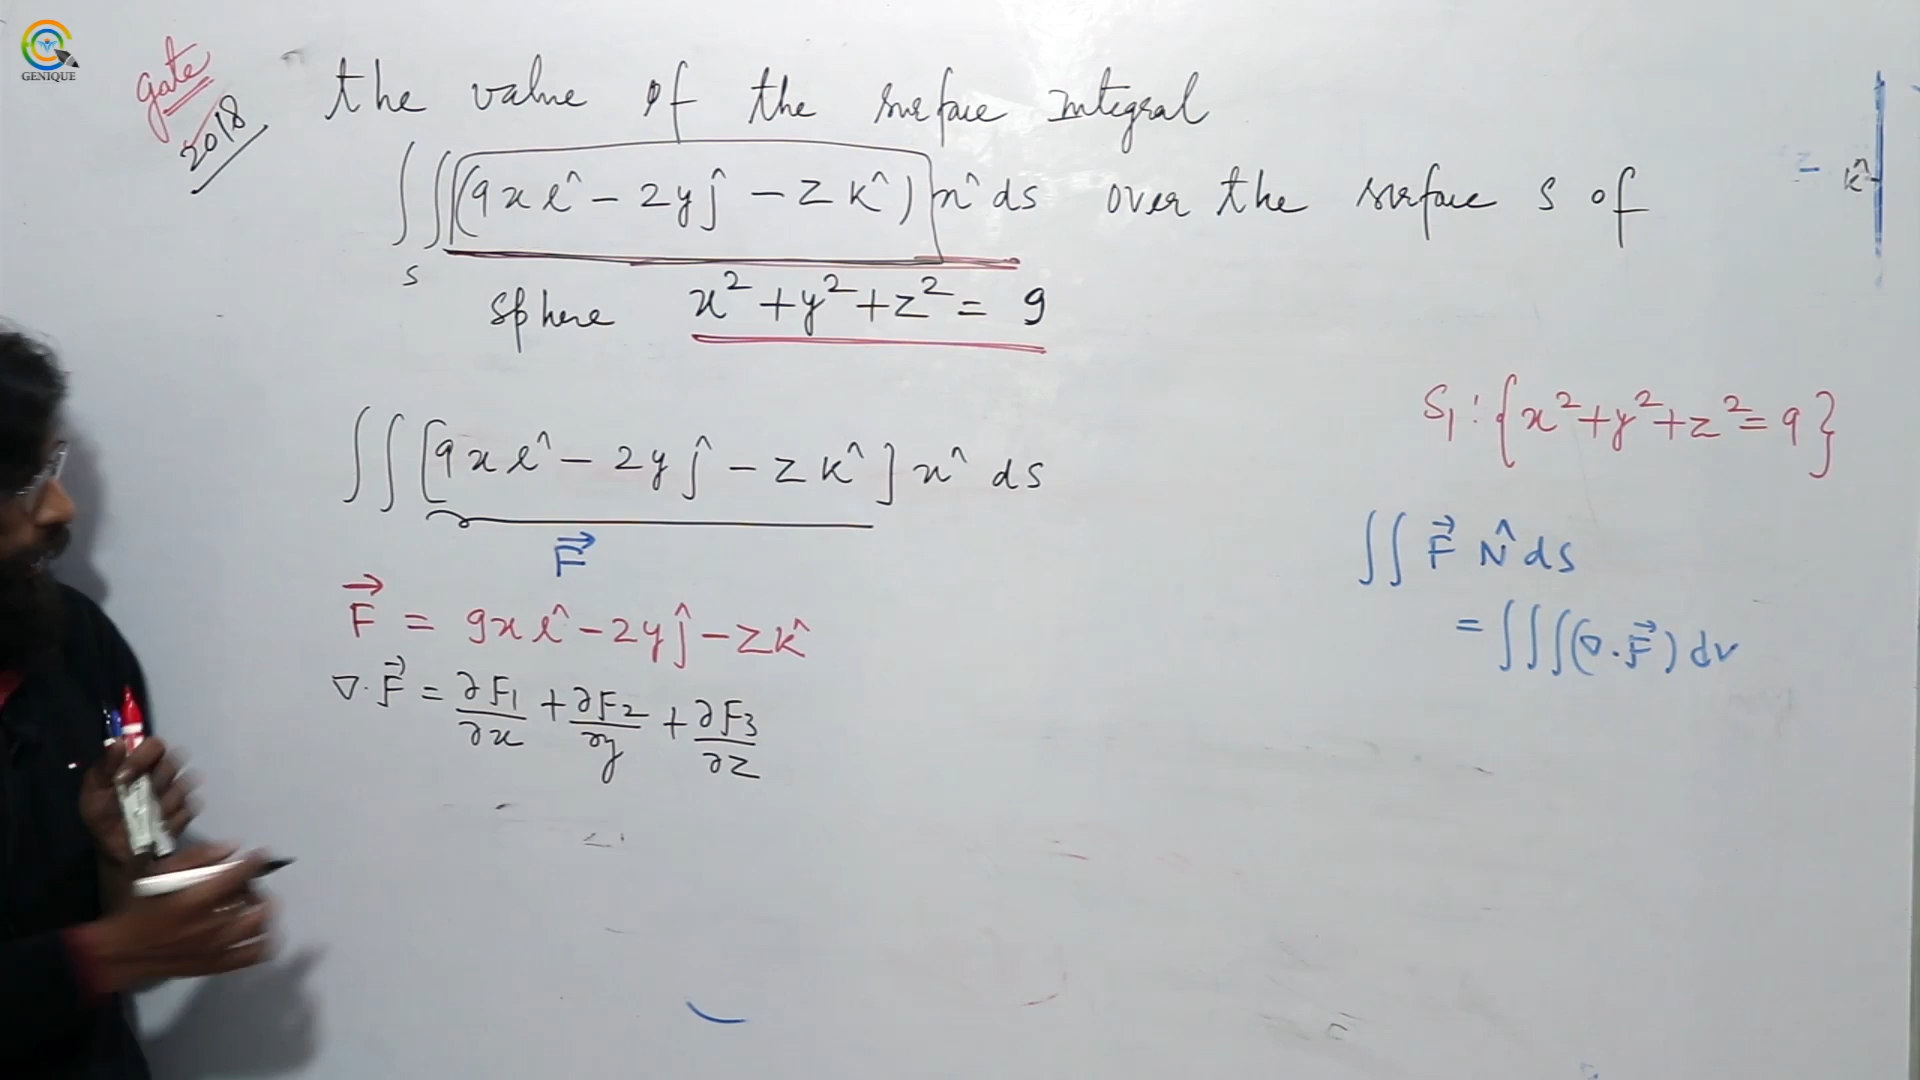 GENIQUE
Gate
2018
the value of the surface Integral
∫∫(9x î - 2y ĵ - z k̂) n̂ ds over the surface S of
S
Sphere x² + y² + z² = 9
∫∫ [9x î - 2y ĵ - z k̂] n̂ ds
F⃗
F⃗ = 9x î - 2y ĵ - z k̂
∇·F⃗ = ∂F₁/∂x + ∂F₂/∂y + ∂F₃/∂z
S₁ : {x² + y² + z² = 9}
∫∫ F⃗ N̂ ds
= ∫∫∫(∇·F⃗) dv
k̂